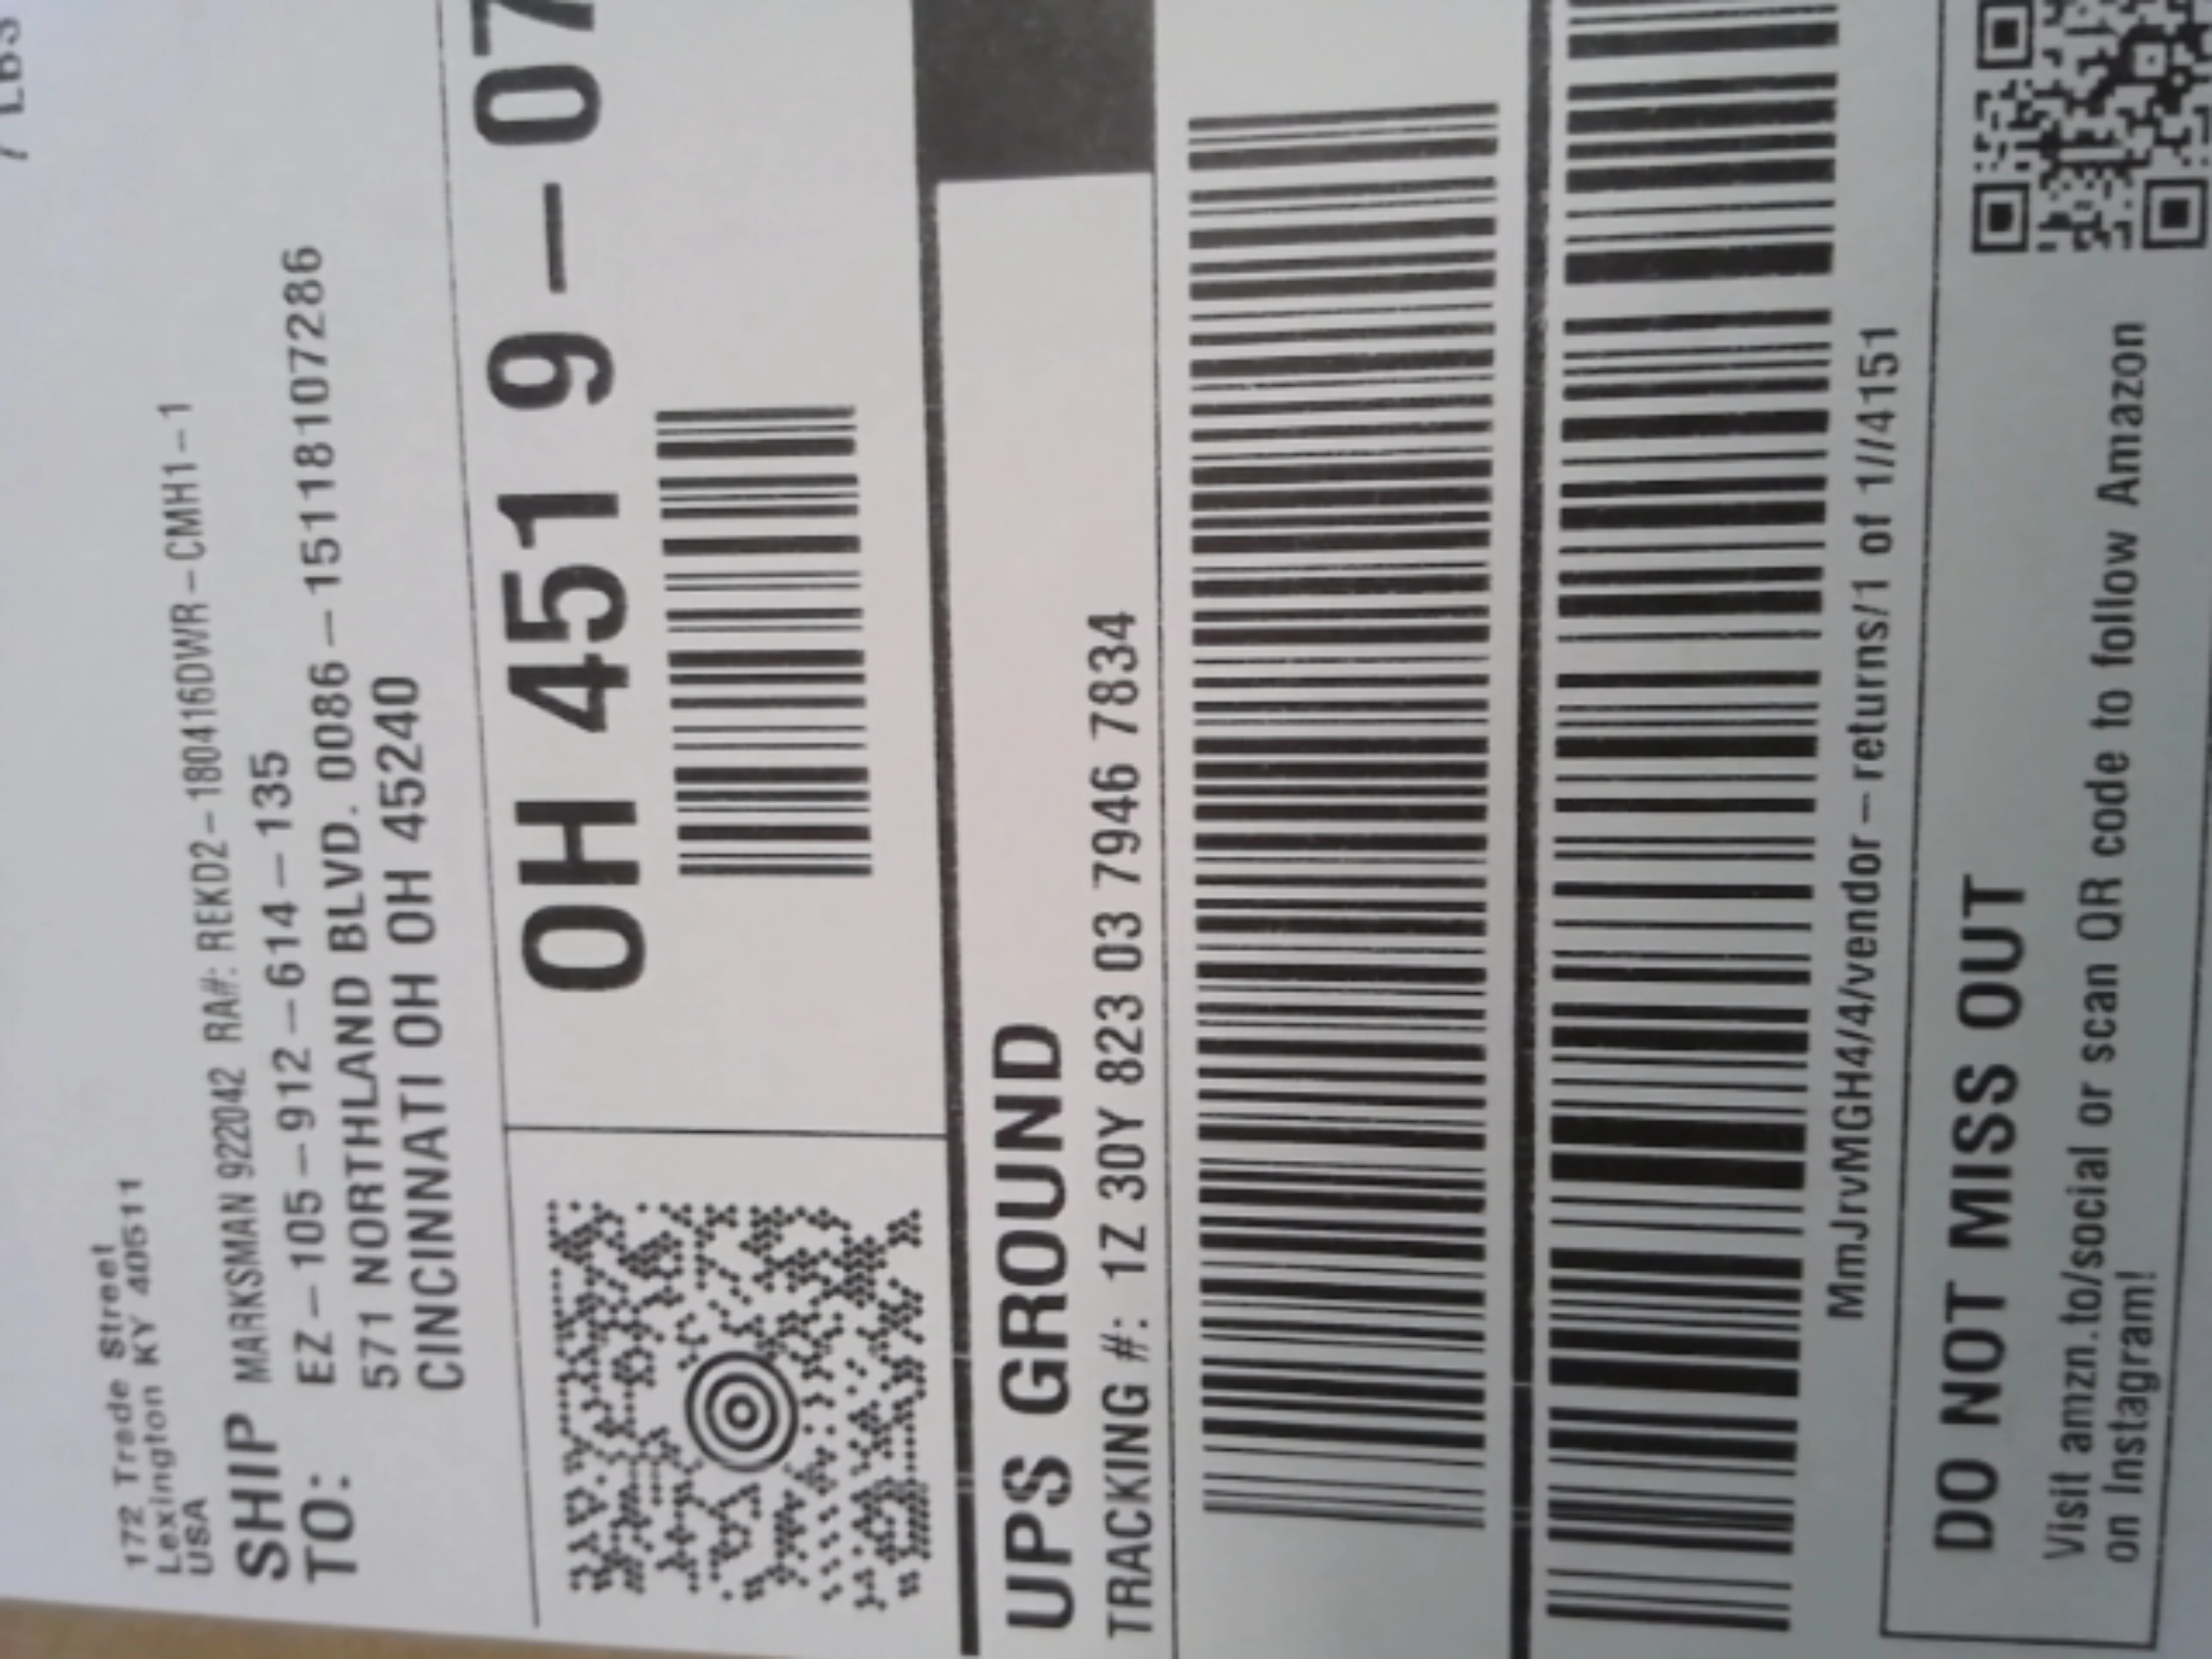 7 LBS
172 Trade Street
Lexington KY 40511
USA
SHIP TO:
MARKSMAN 922042 RA#: REKD2-180416DWR-CMH1-1
EZ-105-912-614-135
571 NORTHLAND BLVD. 0086-15118107286
CINCINNATI OH OH 45240
OH 451 9-07
UPS GROUND
TRACKING #: 1Z 30Y 823 03 7946 7834
MmJrvMGH4/4/vendor-returns/1 of 1//4151
DO NOT MISS OUT
Visit amzn.to/social or scan QR code to follow Amazon
on Instagram!